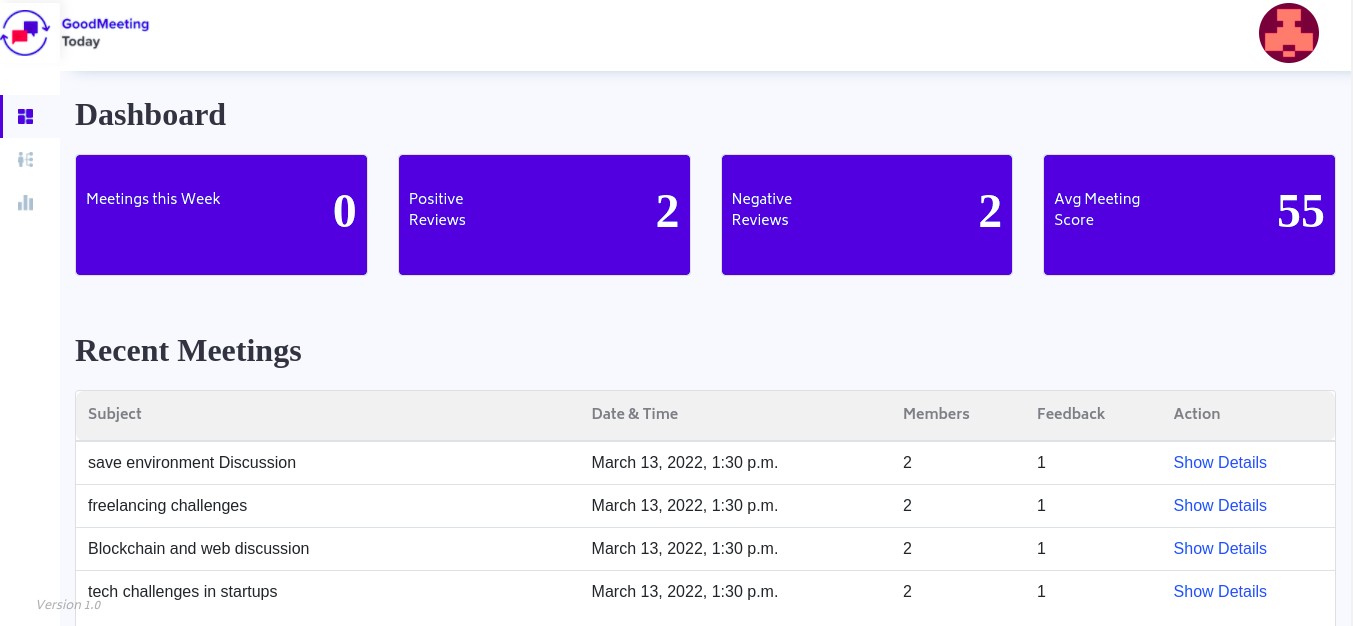 GoodMeeting
Today
Dashboard
Meetings this Week
0
Positive
Reviews
2
Negative
Reviews
2
Avg Meeting
Score
55
Recent Meetings
Subject Date & Time Members Feedback Action
save environment Discussion March 13, 2022, 1:30 p.m. 2 1 Show Details
freelancing challenges March 13, 2022, 1:30 p.m. 2 1 Show Details
Blockchain and web discussion March 13, 2022, 1:30 p.m. 2 1 Show Details
tech challenges in startups March 13, 2022, 1:30 p.m. 2 1 Show Details
Version 1.0